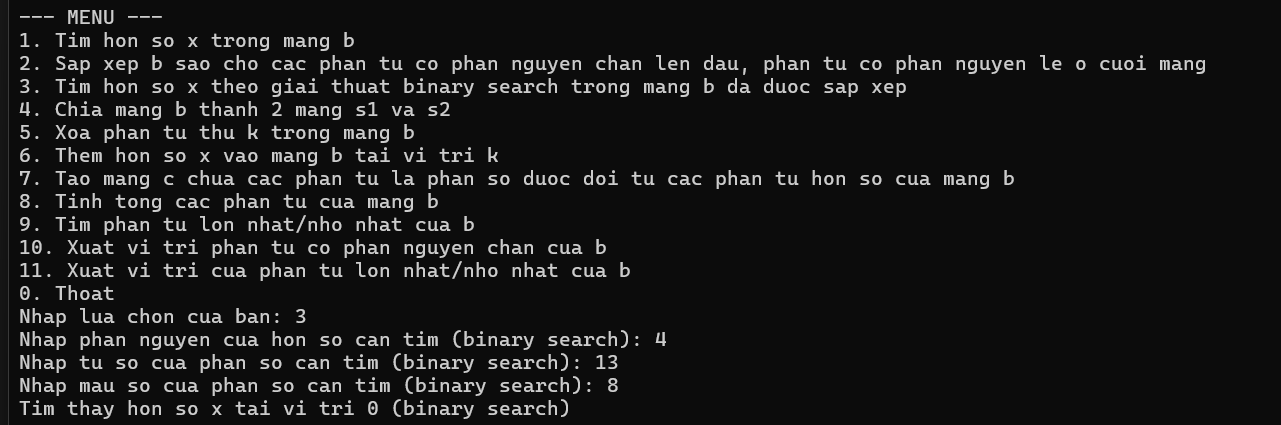 --- MENU ---
1. Tim hon so x trong mang b
2. Sap xep b sao cho cac phan tu co phan nguyen chan len dau, phan tu co phan nguyen le o cuoi mang
3. Tim hon so x theo giai thuat binary search trong mang b da duoc sap xep
4. Chia mang b thanh 2 mang s1 va s2
5. Xoa phan tu thu k trong mang b
6. Them hon so x vao mang b tai vi tri k
7. Tao mang c chua cac phan tu la phan so duoc doi tu cac phan tu hon so cua mang b
8. Tinh tong cac phan tu cua mang b
9. Tim phan tu lon nhat/nho nhat cua b
10. Xuat vi tri phan tu co phan nguyen chan cua b
11. Xuat vi tri cua phan tu lon nhat/nho nhat cua b
0. Thoat
Nhap lua chon cua ban: 3
Nhap phan nguyen cua hon so can tim (binary search): 4
Nhap tu so cua phan so can tim (binary search): 13
Nhap mau so cua phan so can tim (binary search): 8
Tim thay hon so x tai vi tri 0 (binary search)